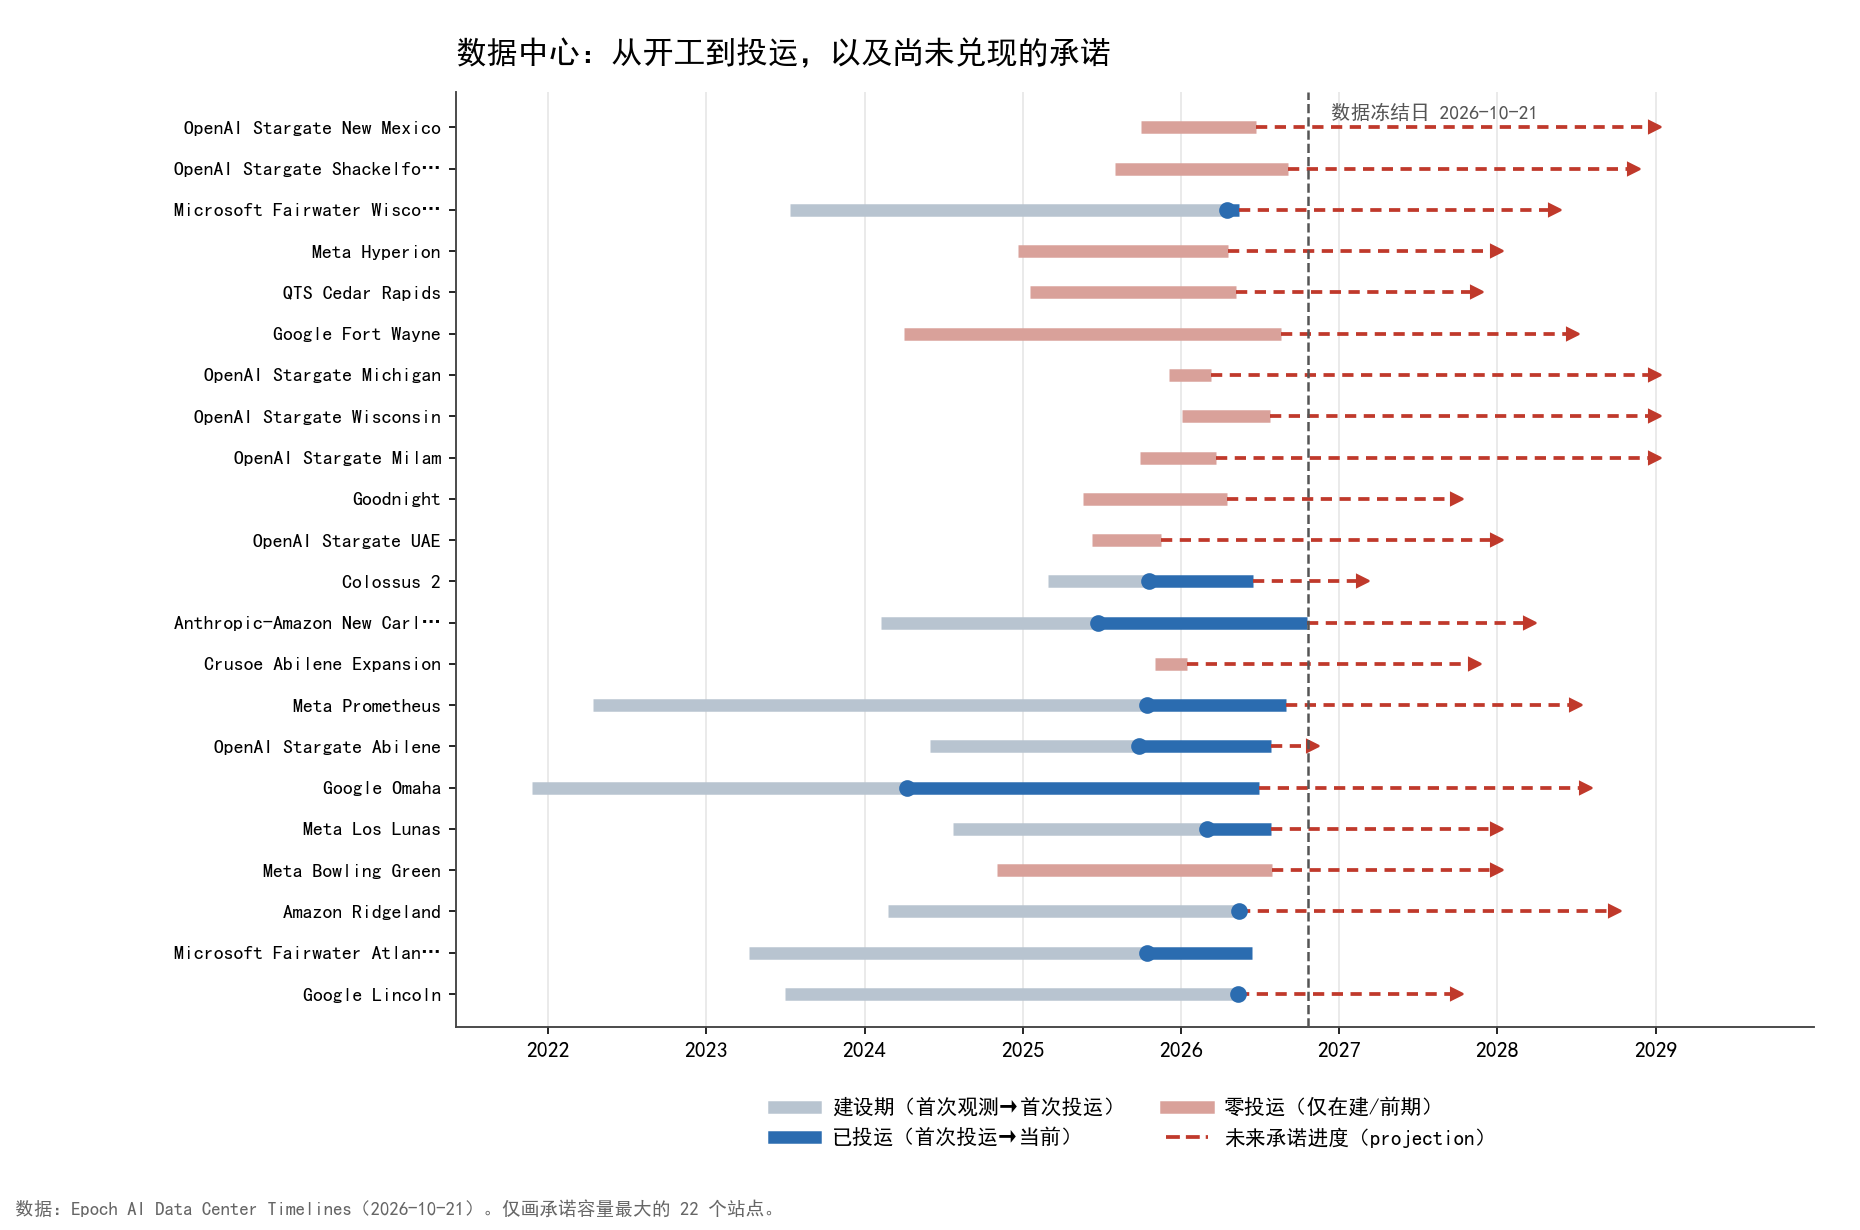 数据中心：从开工到投运，以及尚未兑现的承诺
数据冻结日 2026-10-21
OpenAI Stargate New Mexico
OpenAI Stargate Shackelfo…
Microsoft Fairwater Wisco…
Meta Hyperion
QTS Cedar Rapids
Google Fort Wayne
OpenAI Stargate Michigan
OpenAI Stargate Wisconsin
OpenAI Stargate Milam
Goodnight
OpenAI Stargate UAE
Colossus 2
Anthropic-Amazon New Carl…
Crusoe Abilene Expansion
Meta Prometheus
OpenAI Stargate Abilene
Google Omaha
Meta Los Lunas
Meta Bowling Green
Amazon Ridgeland
Microsoft Fairwater Atlan…
Google Lincoln
2022 2023 2024 2025 2026 2027 2028 2029
建设期（首次观测→首次投运） 零投运（仅在建/前期）
已投运（首次投运→当前） 未来承诺进度（projection）
数据：Epoch AI Data Center Timelines（2026-10-21）。仅画承诺容量最大的 22 个站点。